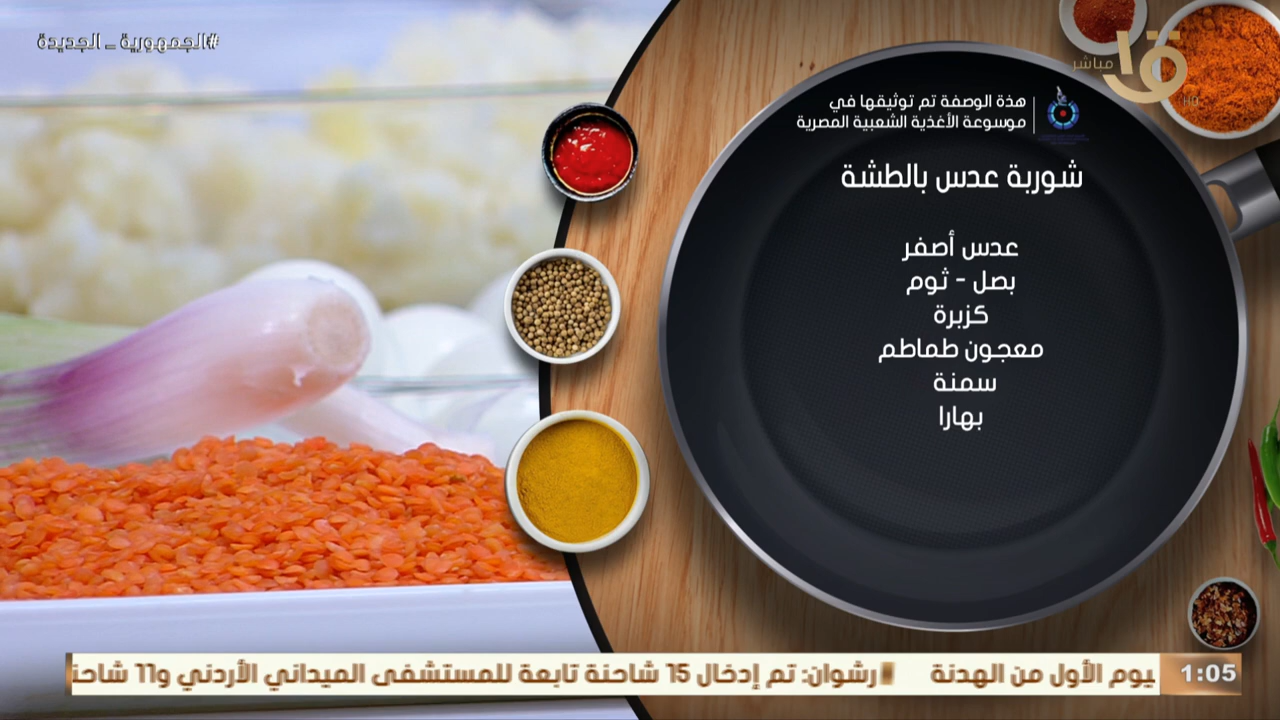 #الجمهورية_الجديدة
مباشر
HD
هذة الوصفة تم توثيقها في
موسوعة الأغذية الشعبية المصرية
شوربة عدس بالطشة
عدس أصفر
بصل - ثوم
كزبرة
معجون طماطم
سمنة
بهارا
1:05
يوم الأول من الهدنة رشوان: تم إدخال 15 شاحنة تابعة للمستشفى الميداني الأردني و11 شاحن